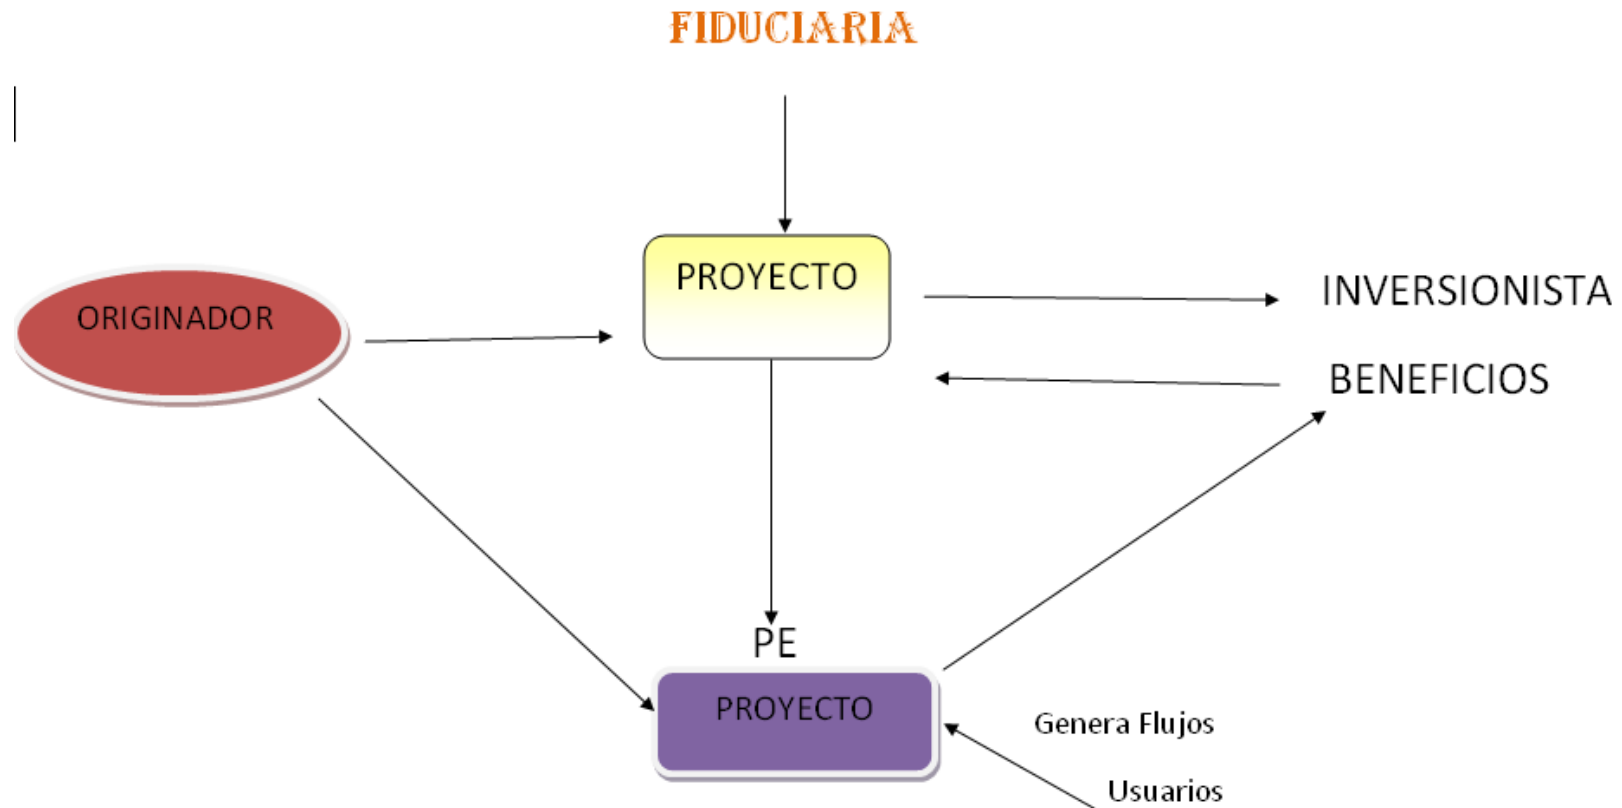 FIDUCIARIA
PROYECTO
ORIGINADOR
INVERSIONISTA
BENEFICIOS
PE
PROYECTO
Genera Flujos
Usuarios